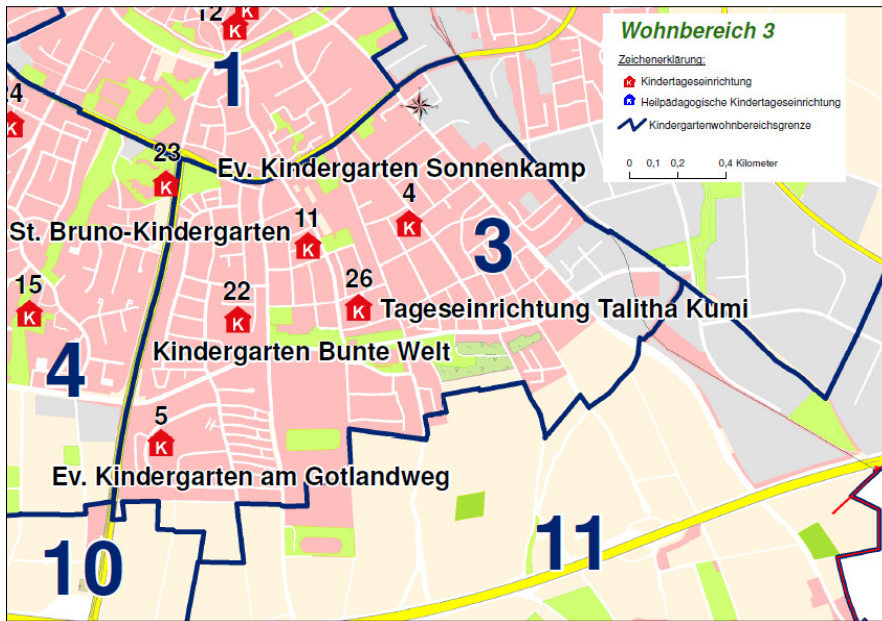 Wohnbereich 3
Zeichenerklärung:
Kindertageseinrichtung
Heilpädagogische Kindertageseinrichtung
Kindergartenwohnbereichsgrenze
0 0,1 0,2 0,4 Kilometer
12
1
24
23
Ev. Kindergarten Sonnenkamp
4
11
St. Bruno-Kindergarten
3
15
22
26
Tageseinrichtung Talitha Kumi
Kindergarten Bunte Welt
4
5
Ev. Kindergarten am Gotlandweg
10
11